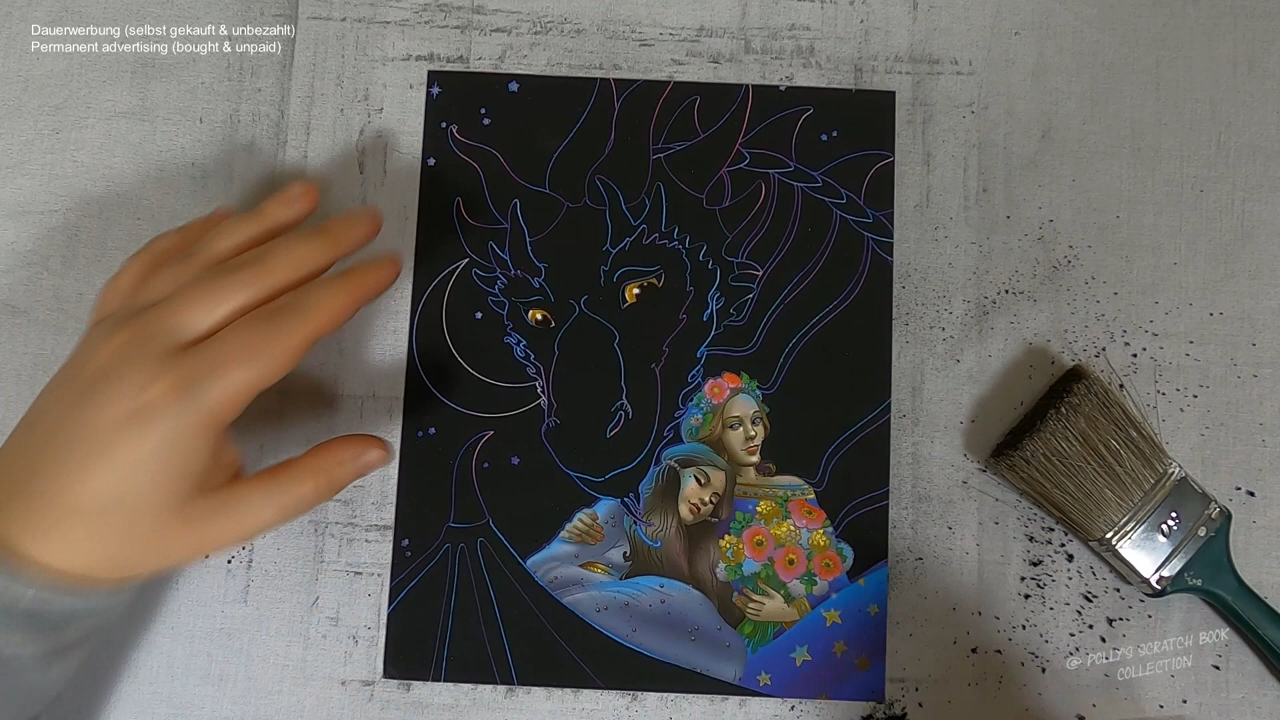 Dauerwerbung (selbst gekauft & unbezahlt)
Permanent advertising (bought & unpaid)
@ POLLY'S SCRATCH BOOK
COLLECTION